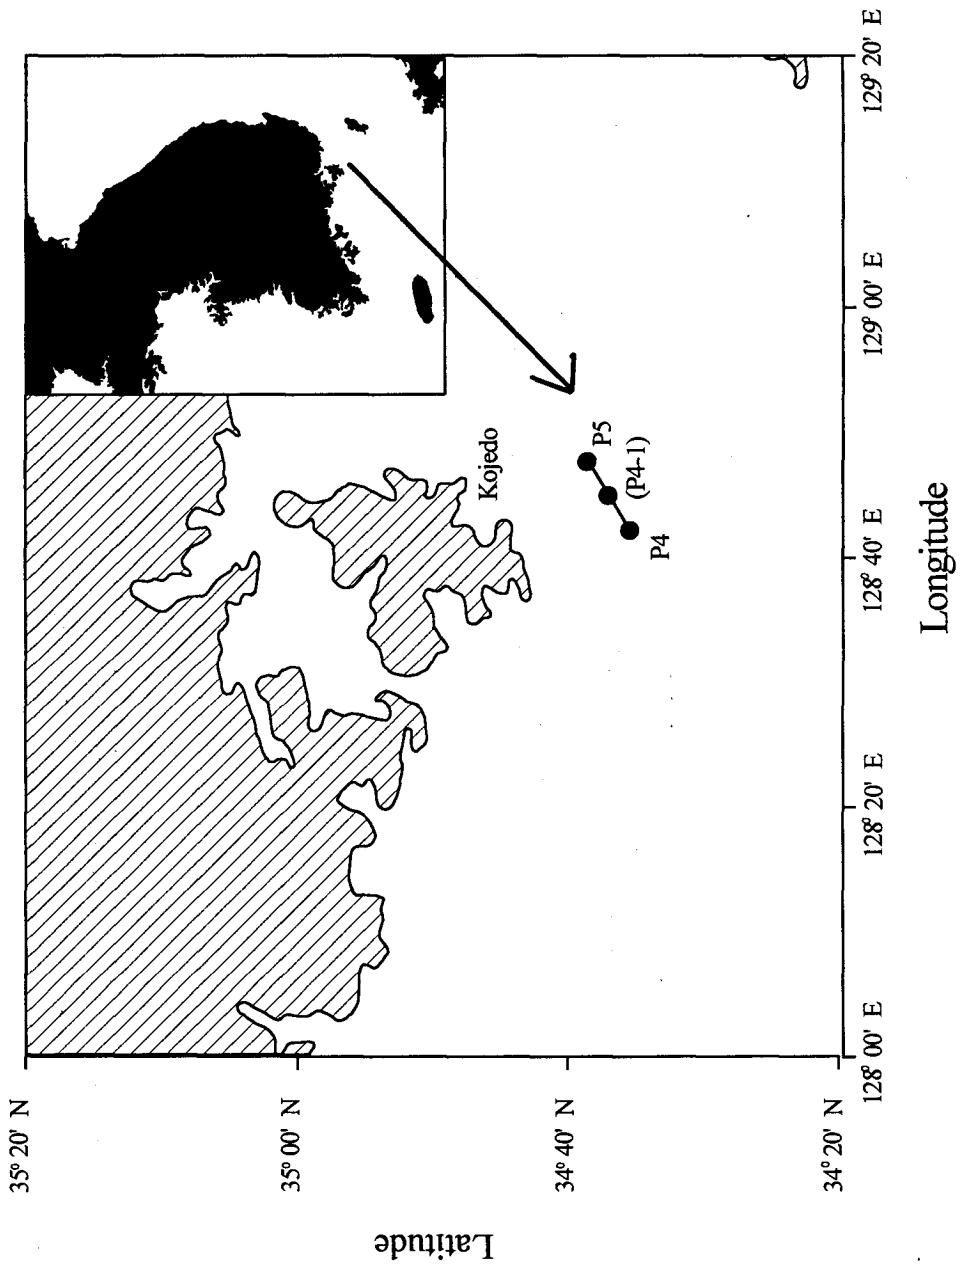 35° 20' N
35° 00' N
34° 40' N
34° 20' N
Latitude
Kojedo
P5
(P4-1)
P4
128° 00' E
128° 20' E
128° 40' E
129° 00' E
129° 20' E
Longitude